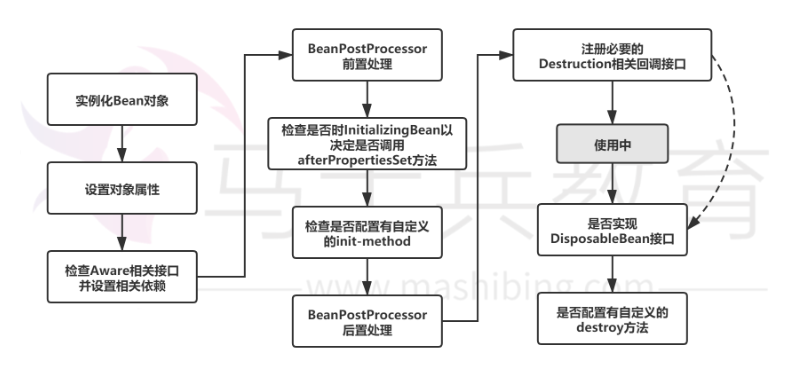 实例化Bean对象
设置对象属性
检查Aware相关接口
并设置相关依赖
BeanPostProcessor
前置处理
检查是否时InitializingBean以
决定是否调用
afterPropertiesSet方法
检查是否配置有自定义
的init-method
BeanPostProcessor
后置处理
注册必要的
Destruction相关回调接口
使用中
是否实现
DisposableBean接口
是否配置有自定义的
destroy方法
马士兵教育
www.mashibing.com